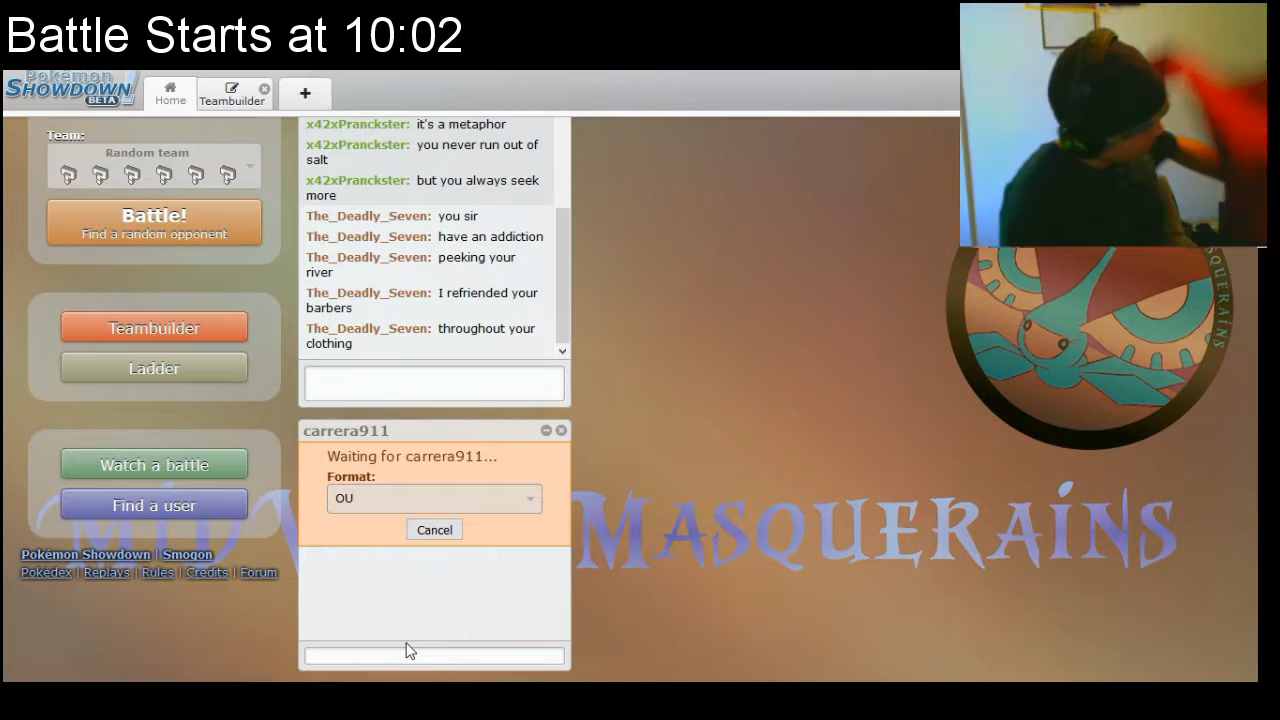 Battle Starts at 10:02
Pokémon
SHOWDOWN!
BETA
Home
Teambuilder
+
Team:
Random team
Battle!
Find a random opponent
Teambuilder
Ladder
Watch a battle
Find a user
Pokémon Showdown | Smogon
Pokédex | Replays | Rules | Credits | Forum
x42xPranckster: it's a metaphor
x42xPranckster: you never run out of
salt
x42xPranckster: but you always seek
more
The_Deadly_Seven: you sir
The_Deadly_Seven: have an addiction
The_Deadly_Seven: peeking your
river
The_Deadly_Seven: I refriended your
barbers
The_Deadly_Seven: throughout your
clothing
carrera911
Waiting for carrera911...
Format:
OU
Cancel
MASQUERAINS
SQUERAINS